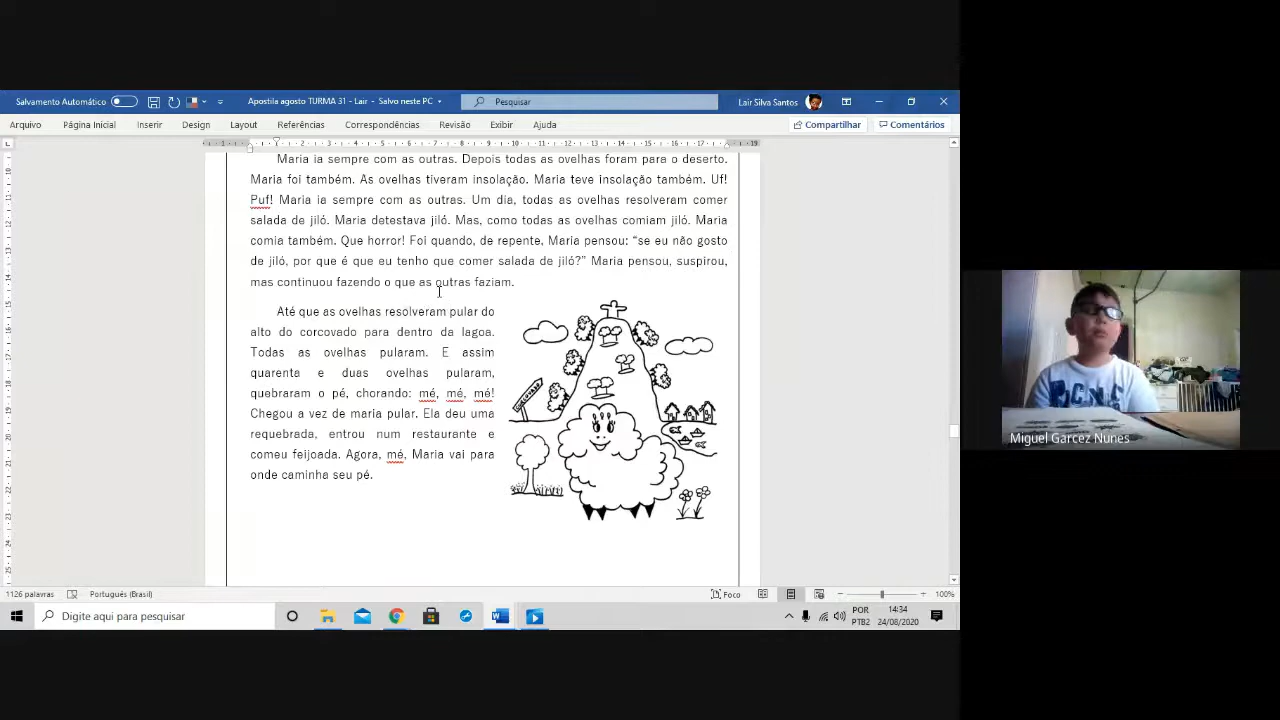 Salvamento Automático
Apostila agosto TURMA 31 - Lair - Salvo neste PC
Pesquisar
Lair Silva Santos
Arquivo Página Inicial Inserir Design Layout Referências Correspondências Revisão Exibir Ajuda Compartilhar Comentários
Maria ia sempre com as outras. Depois todas as ovelhas foram para o deserto.
Maria foi também. As ovelhas tiveram insolação. Maria teve insolação também. Uf!
Puf! Maria ia sempre com as outras. Um dia, todas as ovelhas resolveram comer
salada de jiló. Maria detestava jiló. Mas, como todas as ovelhas comiam jiló. Maria
comia também. Que horror! Foi quando, de repente, Maria pensou: “se eu não gosto
de jiló, por que é que eu tenho que comer salada de jiló?” Maria pensou, suspirou,
mas continuou fazendo o que as outras faziam.
Até que as ovelhas resolveram pular do
alto do corcovado para dentro da lagoa.
Todas as ovelhas pularam. E assim
quarenta e duas ovelhas pularam,
quebraram o pé, chorando: mé, mé, mé!
Chegou a vez de maria pular. Ela deu uma
requebrada, entrou num restaurante e
comeu feijoada. Agora, mé, Maria vai para
onde caminha seu pé.
Miguel Garcez Nunes
1126 palavras Português (Brasil) Foco 100%
Digite aqui para pesquisar
POR
PTB2
14:34
24/08/2020